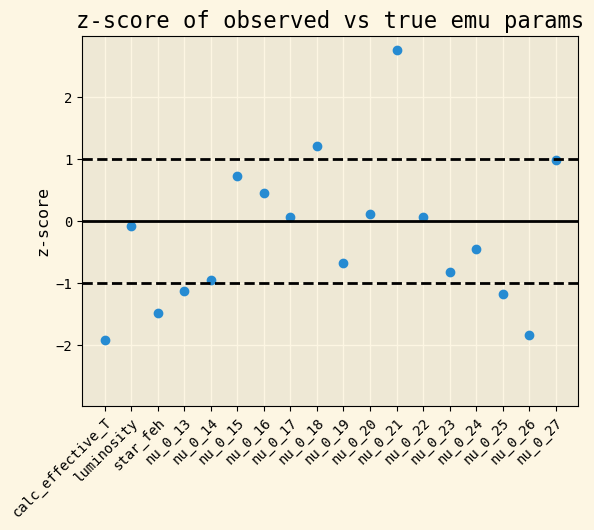 z-score of observed vs true emu params
z-score
2
1
0
−1
−2
calc_effective_T
luminosity
star_feh
nu_0_13
nu_0_14
nu_0_15
nu_0_16
nu_0_17
nu_0_18
nu_0_19
nu_0_20
nu_0_21
nu_0_22
nu_0_23
nu_0_24
nu_0_25
nu_0_26
nu_0_27